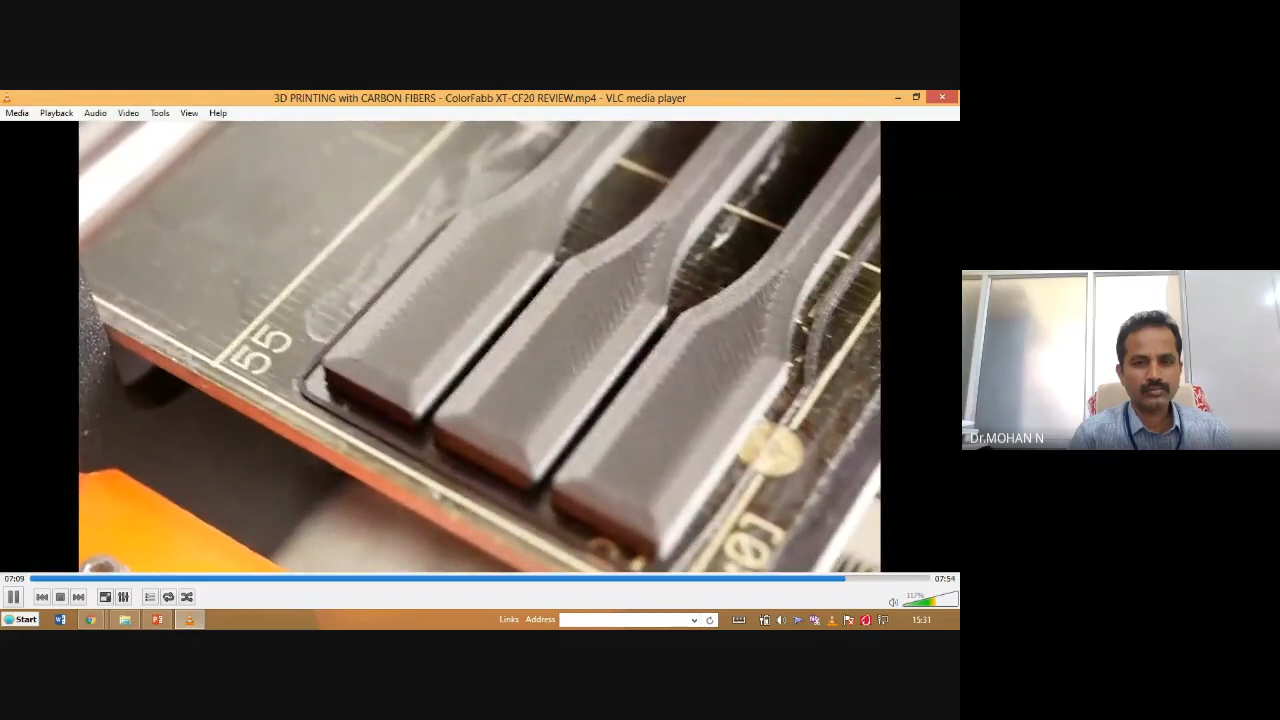 3D PRINTING with CARBON FIBERS - ColorFabb XT-CF20 REVIEW.mp4 - VLC media player
Media Playback Audio Video Tools View Help
55
Dr.MOHAN N
07:09
07:54
117%
Start
Links Address
15:31